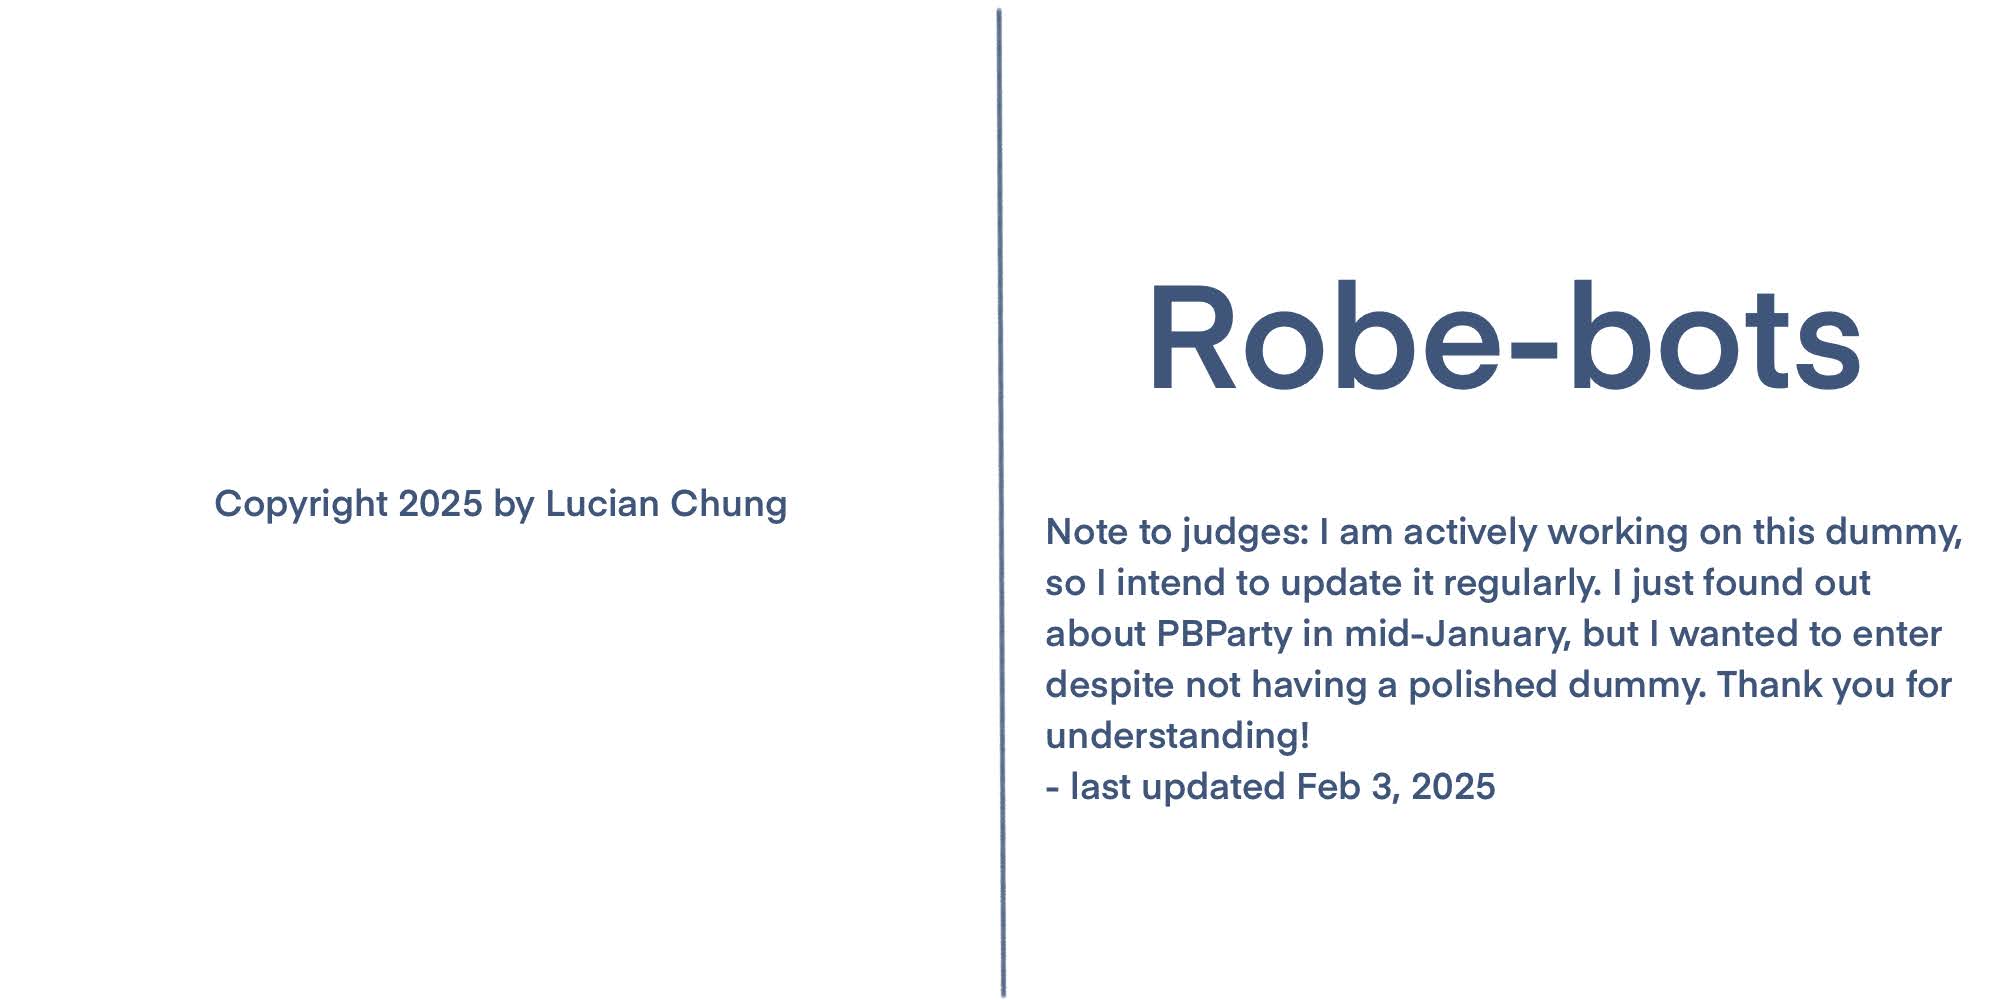 Copyright 2025 by Lucian Chung
Robe-bots
Note to judges: I am actively working on this dummy,
so I intend to update it regularly. I just found out
about PBParty in mid-January, but I wanted to enter
despite not having a polished dummy. Thank you for
understanding!
- last updated Feb 3, 2025